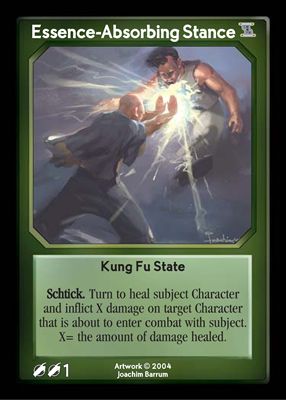 Essence-Absorbing Stance
Kung Fu State
Schtick. Turn to heal subject Character
and inflict X damage on target Character
that is about to enter combat with subject.
X= the amount of damage healed.
1
Artwork © 2004
Joachim Barrum